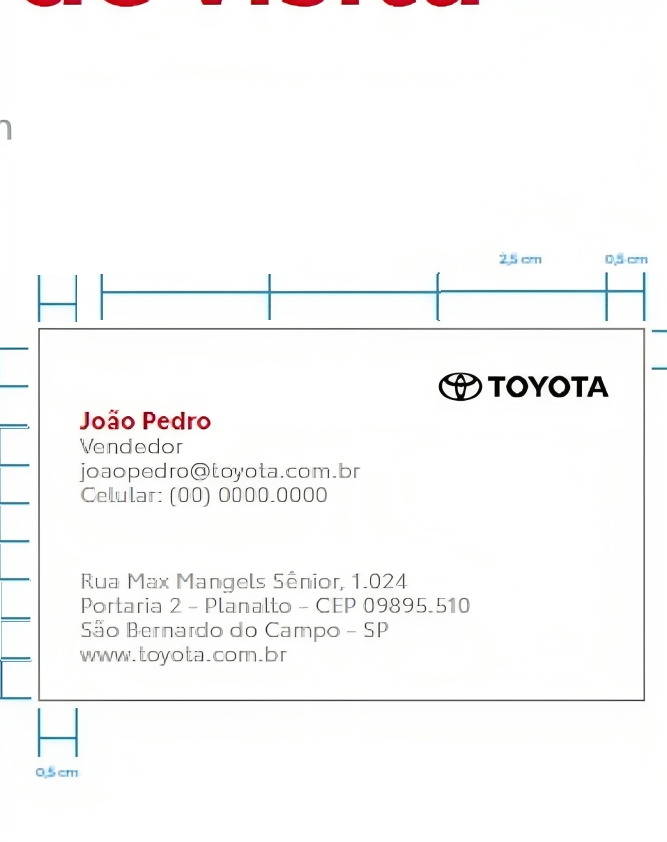 de visita
2,5 cm 0,5 cm
TOYOTA
João Pedro
Vendedor
joaopedro@toyota.com.br
Celular: (00) 0000.0000
Rua Max Mangels Sênior, 1.024
Portaria 2 - Planalto - CEP 09895.510
São Bernardo do Campo - SP
www.toyota.com.br
0,5 cm